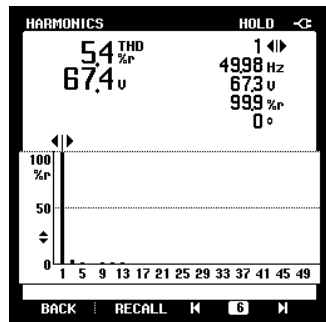 HARMONICS HOLD
5,4 THD %r
67,4 υ
1
49,98 Hz
67,3 υ
99,9 %r
0 °
100
%r
50
0
1 5 9 13 17 21 25 29 33 37 41 45 49
BACK RECALL 6